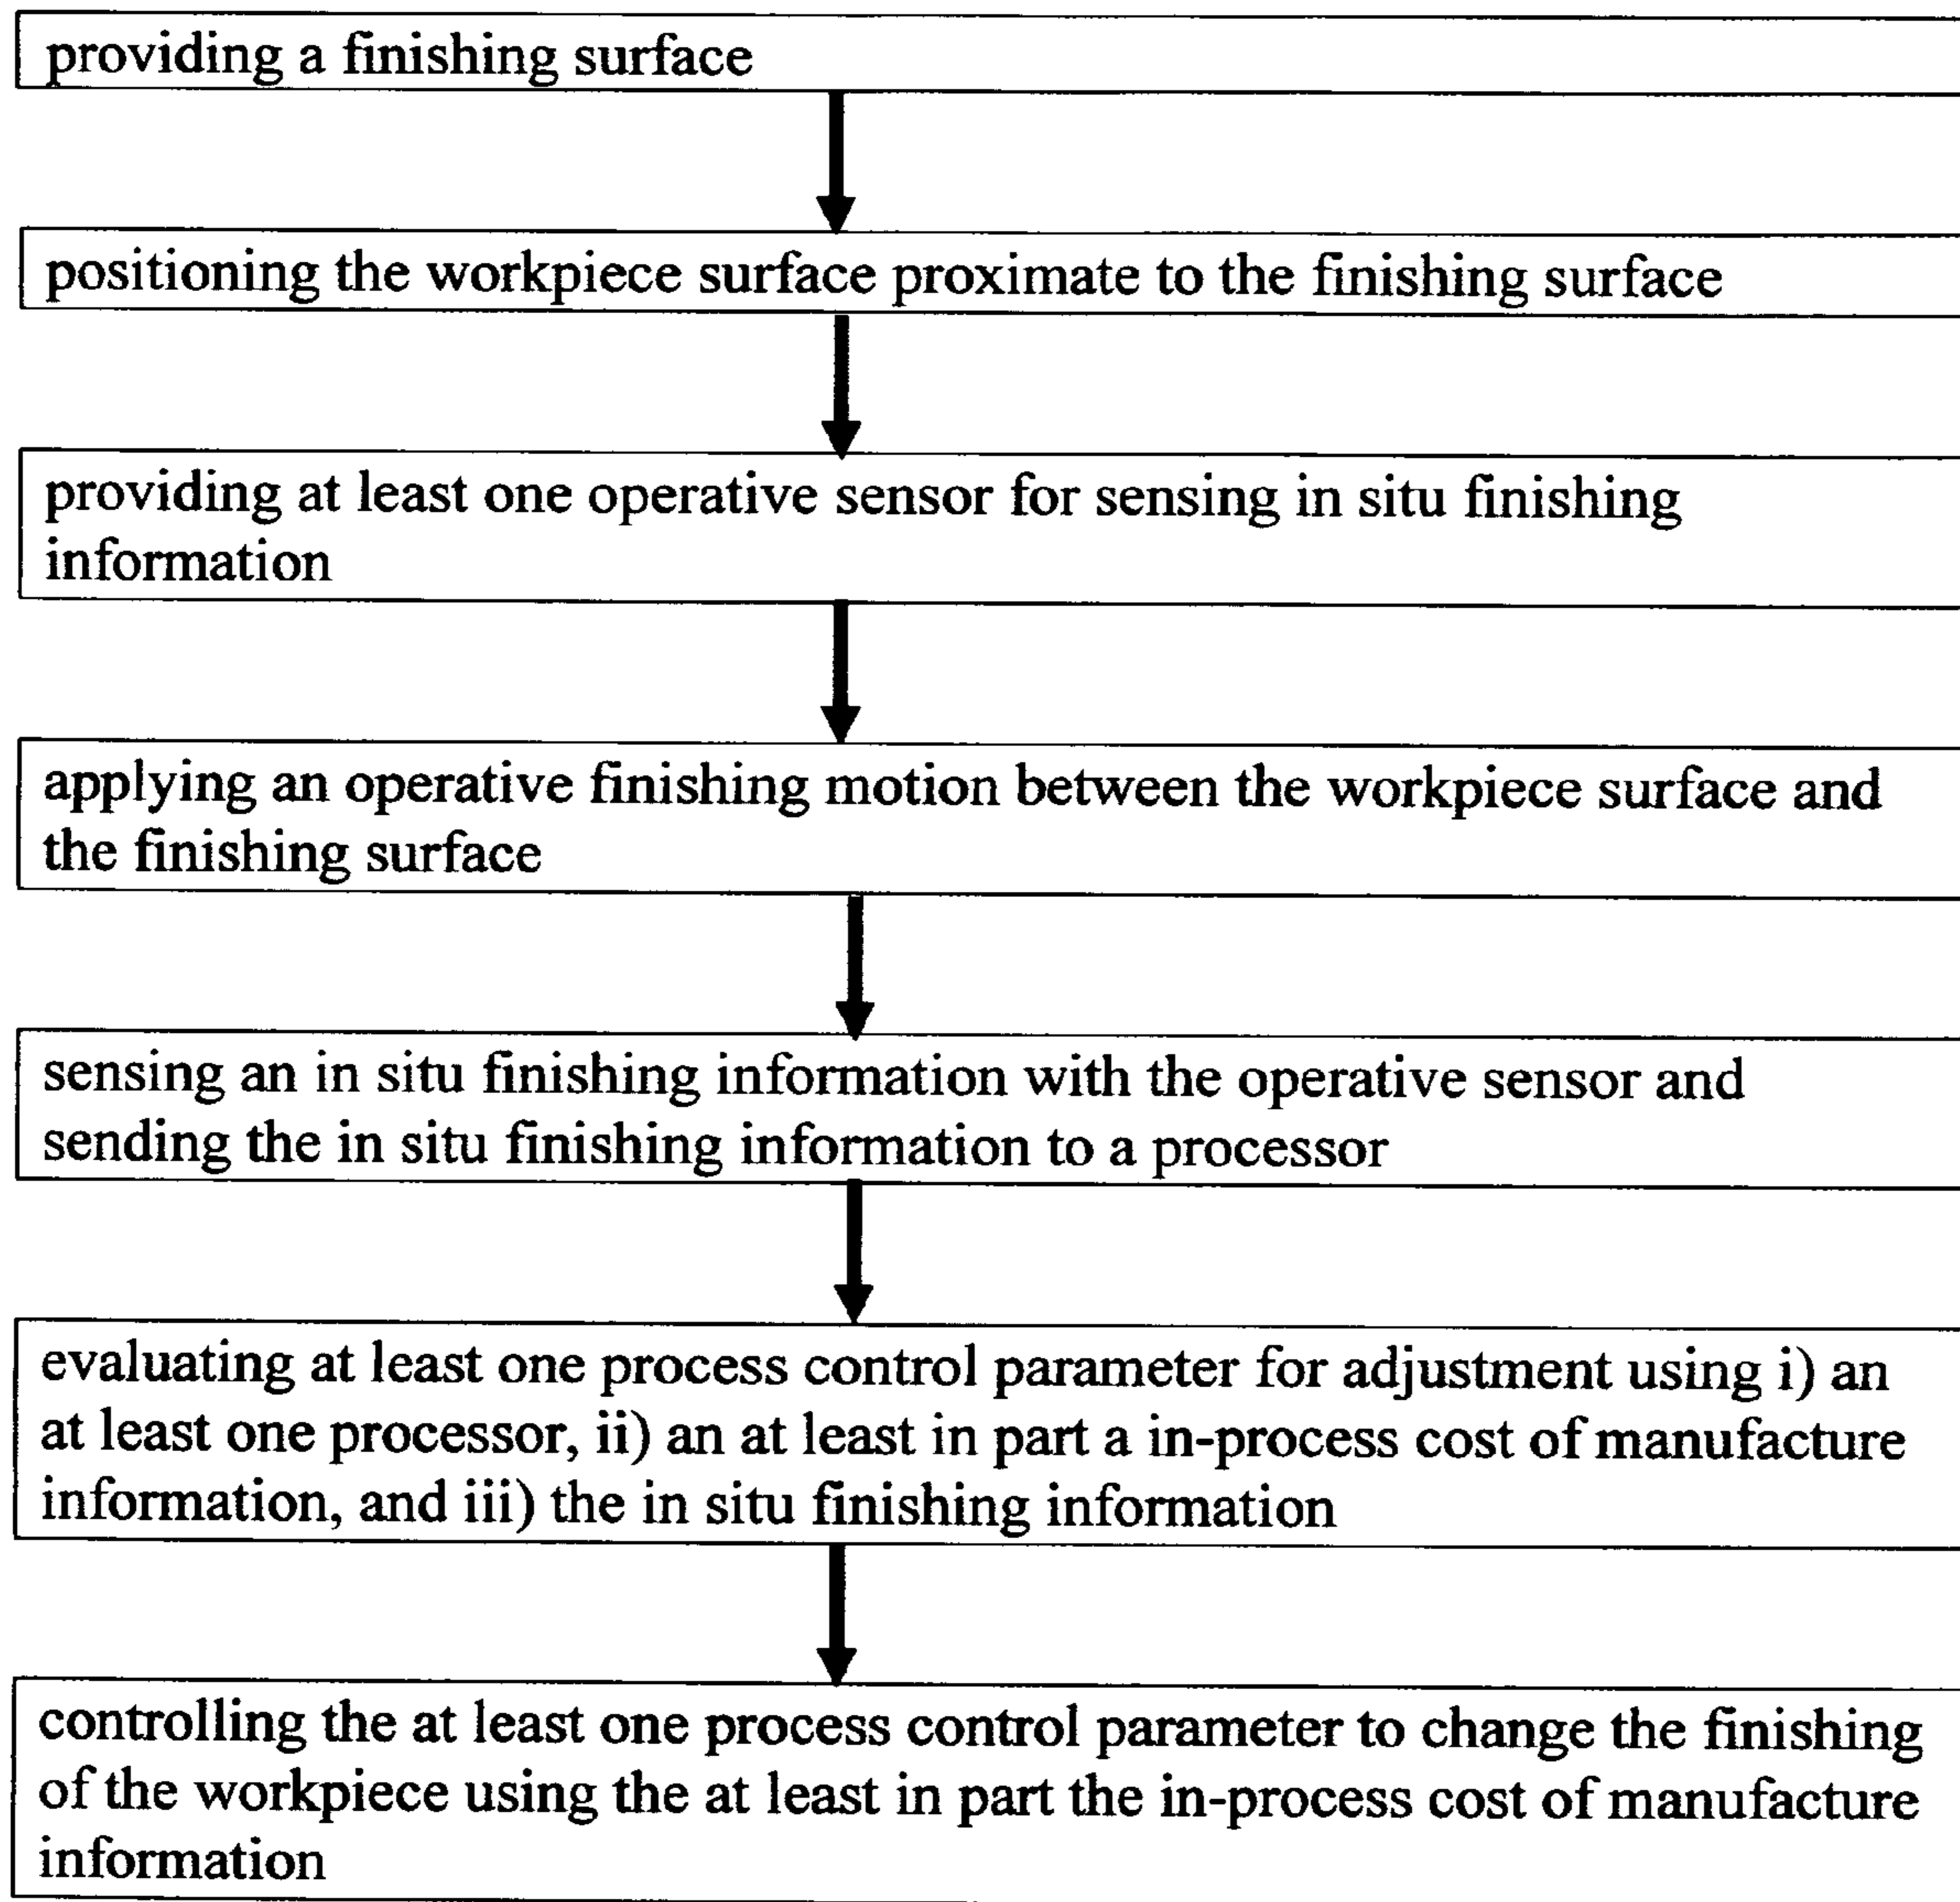 providing a finishing surface
positioning the workpiece surface proximate to the finishing surface
providing at least one operative sensor for sensing in situ finishing
information
applying an operative finishing motion between the workpiece surface and
the finishing surface
sensing an in situ finishing information with the operative sensor and
sending the in situ finishing information to a processor
evaluating at least one process control parameter for adjustment using i) an
at least one processor, ii) an at least in part a in-process cost of manufacture
information, and iii) the in situ finishing information
controlling the at least one process control parameter to change the finishing
of the workpiece using the at least in part the in-process cost of manufacture
information